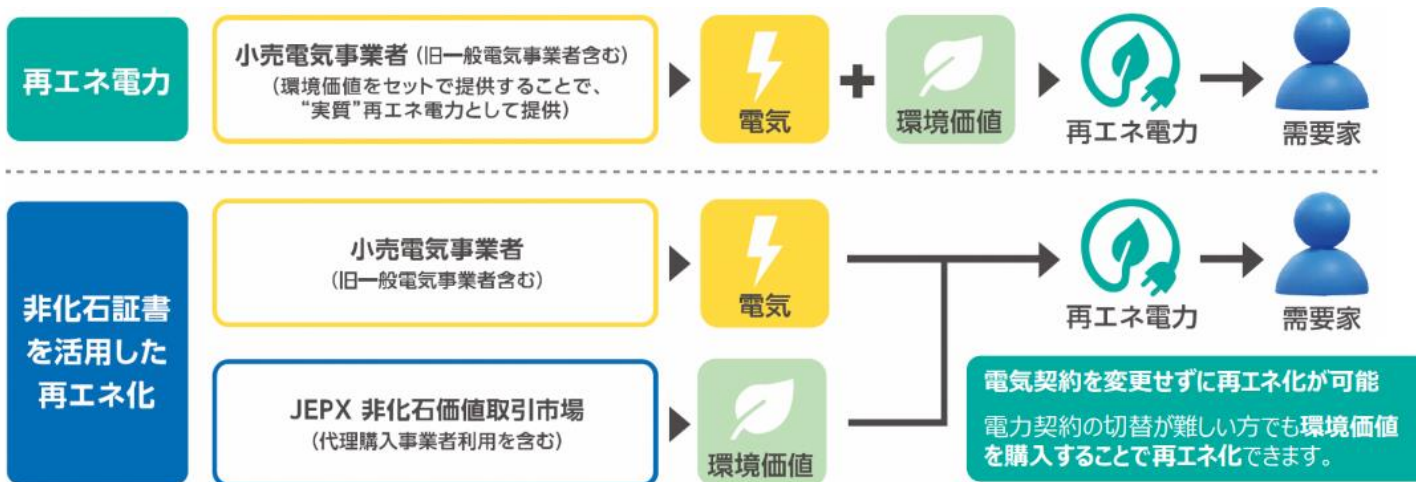 再エネ電力
小売電気事業者（旧一般電気事業者含む）
（環境価値をセットで提供することで、
“実質”再エネ電力として提供）
電気
環境価値
再エネ電力
需要家
非化石証書
を活用した
再エネ化
小売電気事業者
（旧一般電気事業者含む）
電気
JEPX 非化石価値取引市場
（代理購入事業者利用を含む）
環境価値
再エネ電力
需要家
電気契約を変更せずに再エネ化が可能
電力契約の切替が難しい方でも環境価値
を購入することで再エネ化できます。